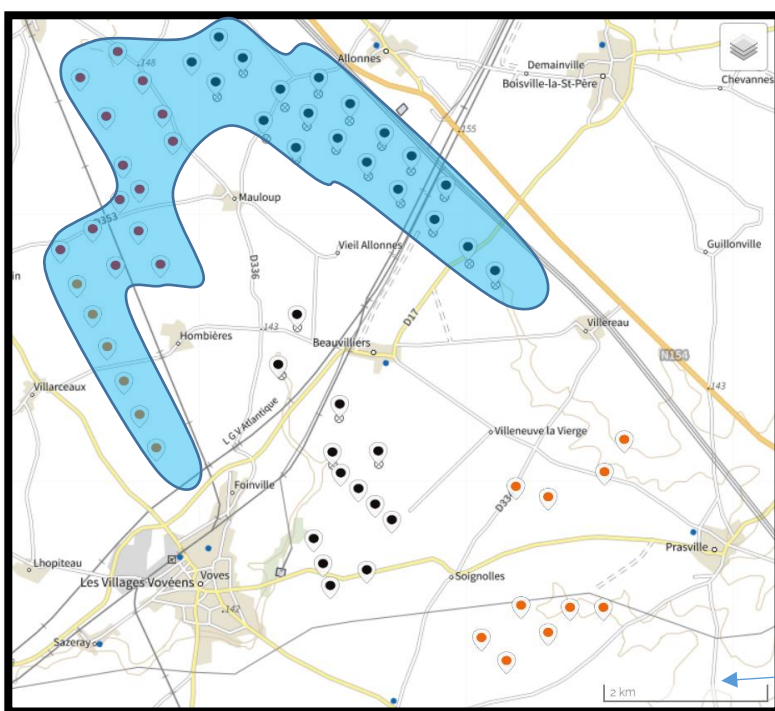 Allonnes
Demainville
Boisville-la-St-Père
Chevannes
148
155
Mauloup
D353
D336
Vieil Allonnes
Guillonville
in
D17
143
Hombières
Beauvilliers
Villereau
N154
Villarceaux
143
L G V Atlantique
Villeneuve la Vierge
Foinville
D336
Prasville
Lhopiteau
Les Villages Vovéens
Voves
Soignolles
142
Sazeray
2 km